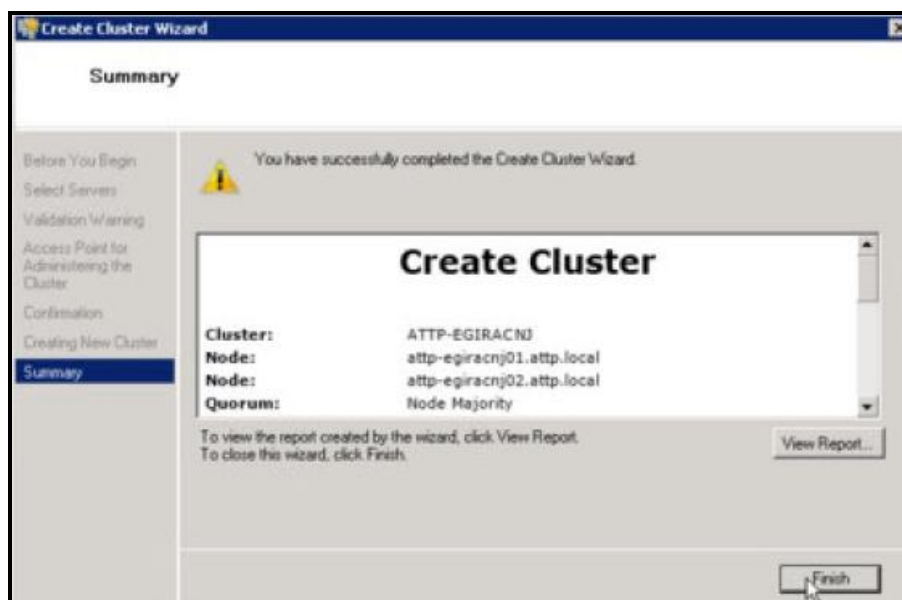 Create Cluster Wizard
Summary
Before You Begin
Select Servers
Validation Warning
Access Point for
Administering the
Cluster
Confirmation
Creating New Cluster
Summary
You have successfully completed the Create Cluster Wizard.
Create Cluster
Cluster: ATTP-EGIRACNJ
Node: attp-egiracnj01.attp.local
Node: attp-egiracnj02.attp.local
Quorum: Node Majority
To view the report created by the wizard, click View Report.
To close this wizard, click Finish.
View Report...
Finish